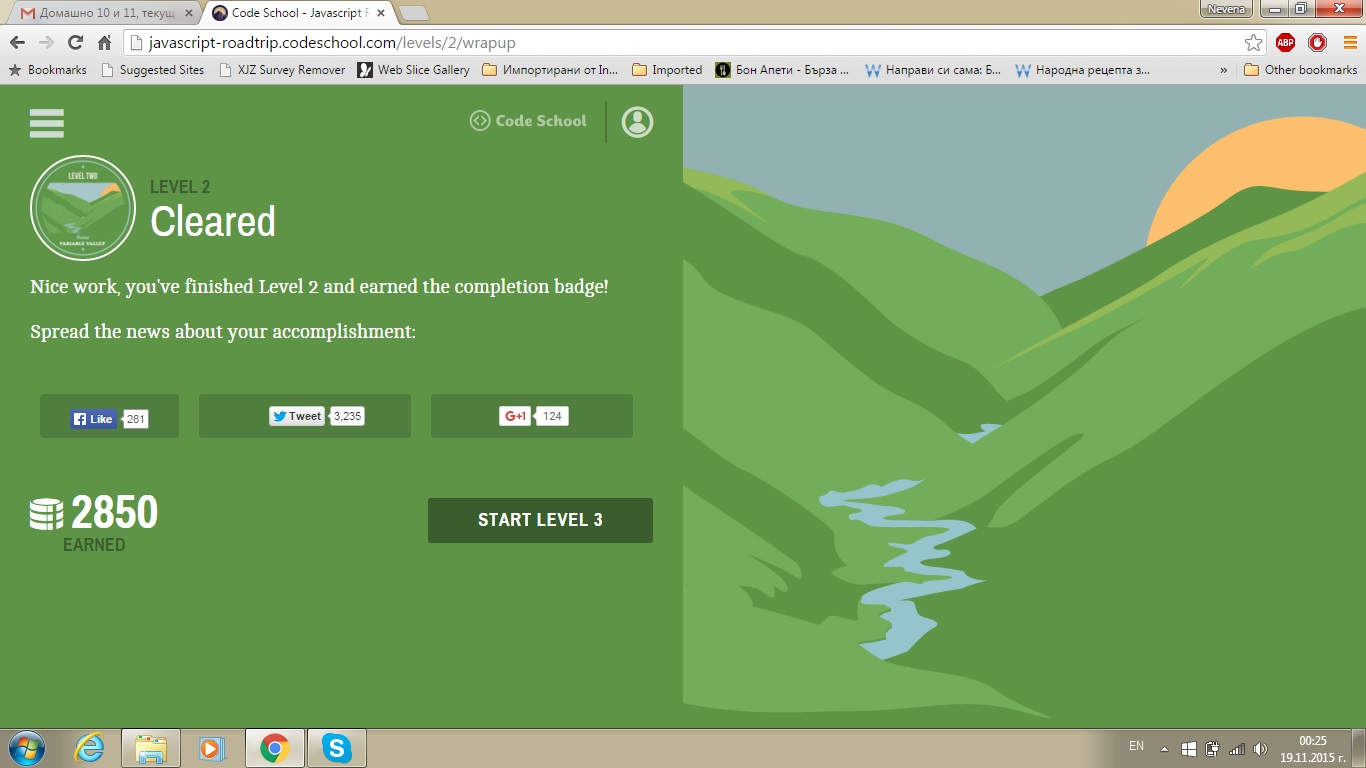 Домашно 10 и 11, текущ
Code School - Javascript R
Nevena
javascript-roadtrip.codeschool.com/levels/2/wrapup
ABP
Bookmarks
Suggested Sites
XJZ Survey Remover
Web Slice Gallery
Импортирани от In...
Imported
Бон Апети - Бърза ...
Направи си сама: Б...
Народна рецепта з...
»
Other bookmarks
Code School
LEVEL TWO
VARIABLE VALLEY
LEVEL 2
Cleared
Nice work, you've finished Level 2 and earned the completion badge!
Spread the news about your accomplishment:
Like 281
Tweet 3,235
G+1 124
2850
EARNED
START LEVEL 3
EN
00:25
19.11.2015 г.